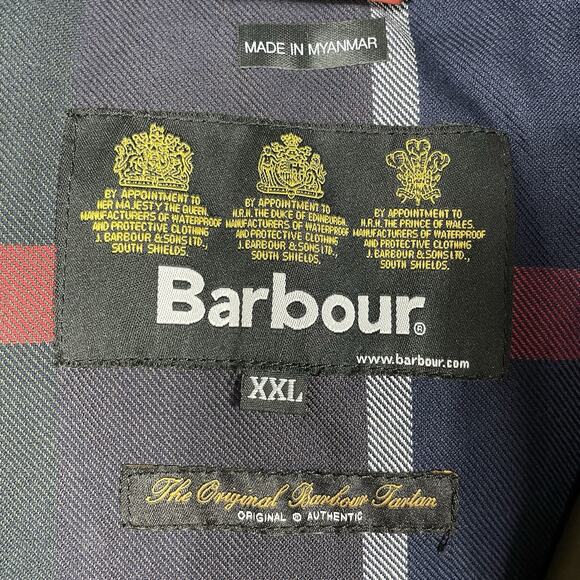 MADE IN MYANMAR
BY APPOINTMENT TO
HER MAJESTY THE QUEEN
MANUFACTURERS OF WATERPROOF
AND PROTECTIVE CLOTHING
J. BARBOUR & SONS LTD.,
SOUTH SHIELDS.
BY APPOINTMENT TO
H.R.H. THE DUKE OF EDINBURGH
MANUFACTURERS OF WATERPROOF
AND PROTECTIVE CLOTHING
J. BARBOUR & SONS LTD.,
SOUTH SHIELDS.
BY APPOINTMENT TO
H.R.H. THE PRINCE OF WALES.
MANUFACTURERS OF WATERPROOF
AND PROTECTIVE CLOTHING
J. BARBOUR & SONS LTD.,
SOUTH SHIELDS.
Barbour®
www.barbour.com
XXL
The Original Barbour Tartan
ORIGINAL ® AUTHENTIC